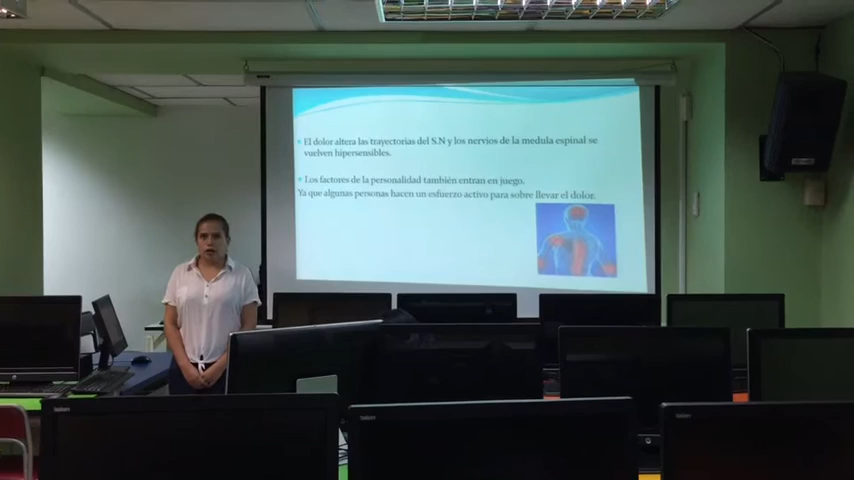 El dolor altera las trayectorias del S.N y los nervios de la medula espinal se
vuelven hipersensibles.
Los factores de la personalidad también entran en juego.
Ya que algunas personas hacen un esfuerzo activo para sobre llevar el dolor.